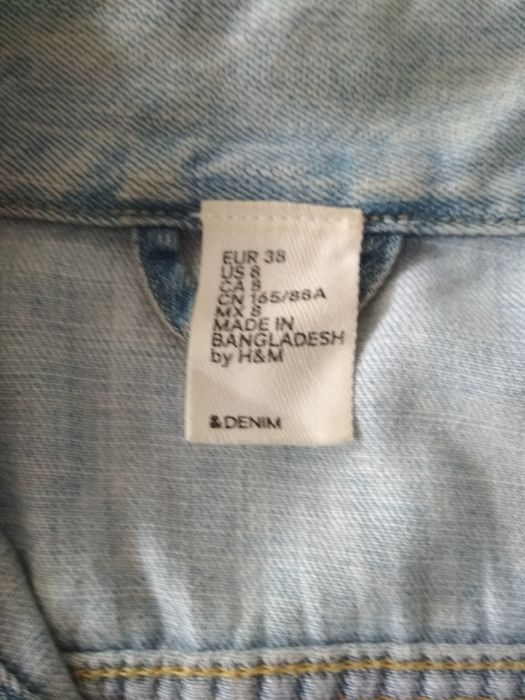 EUR 38
US 8
CA 8
CN 165/88A
MX 8
MADE IN
BANGLADESH
by H&M
&DENIM